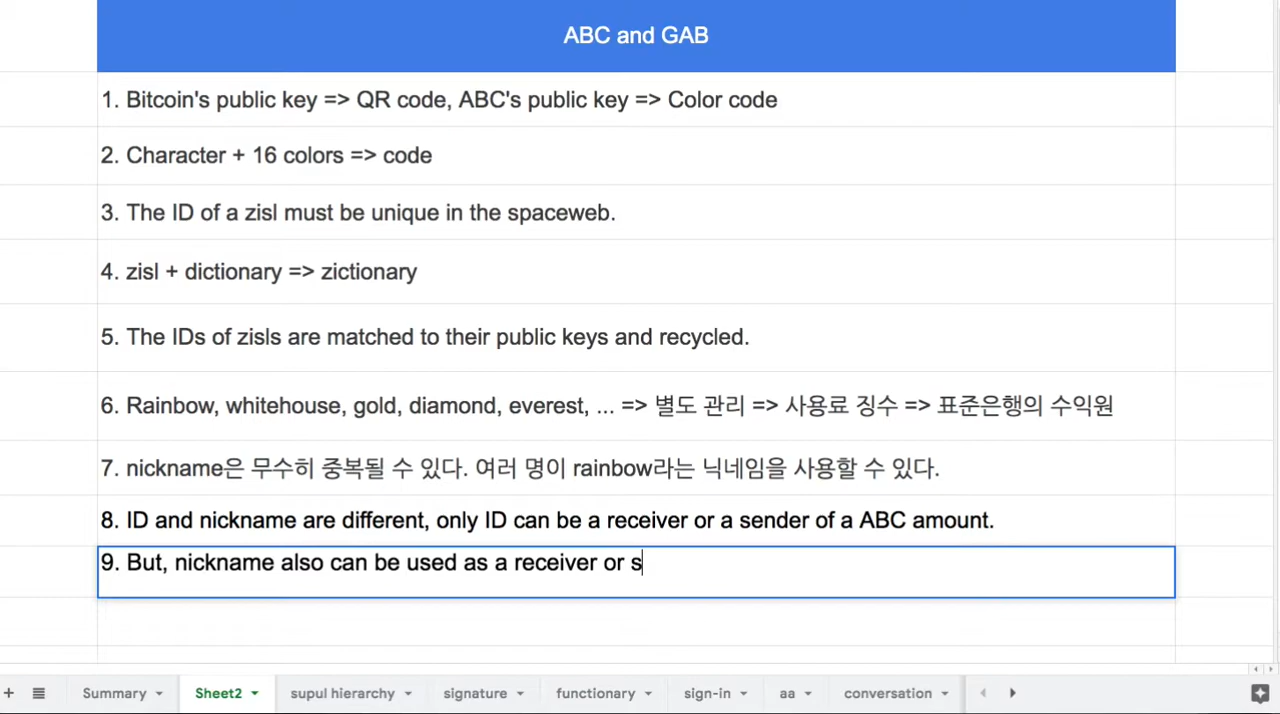 ABC and GAB
1. Bitcoin's public key => QR code, ABC's public key => Color code
2. Character + 16 colors => code
3. The ID of a zisl must be unique in the spaceweb.
4. zisl + dictionary => zictionary
5. The IDs of zisls are matched to their public keys and recycled.
6. Rainbow, whitehouse, gold, diamond, everest, ... => 별도 관리 => 사용료 징수 => 표준은행의 수익원
7. nickname은 무수히 중복될 수 있다. 여러 명이 rainbow라는 닉네임을 사용할 수 있다.
8. ID and nickname are different, only ID can be a receiver or a sender of a ABC amount.
9. But, nickname also can be used as a receiver or s
Summary Sheet2 supul hierarchy signature functionary sign-in aa conversation